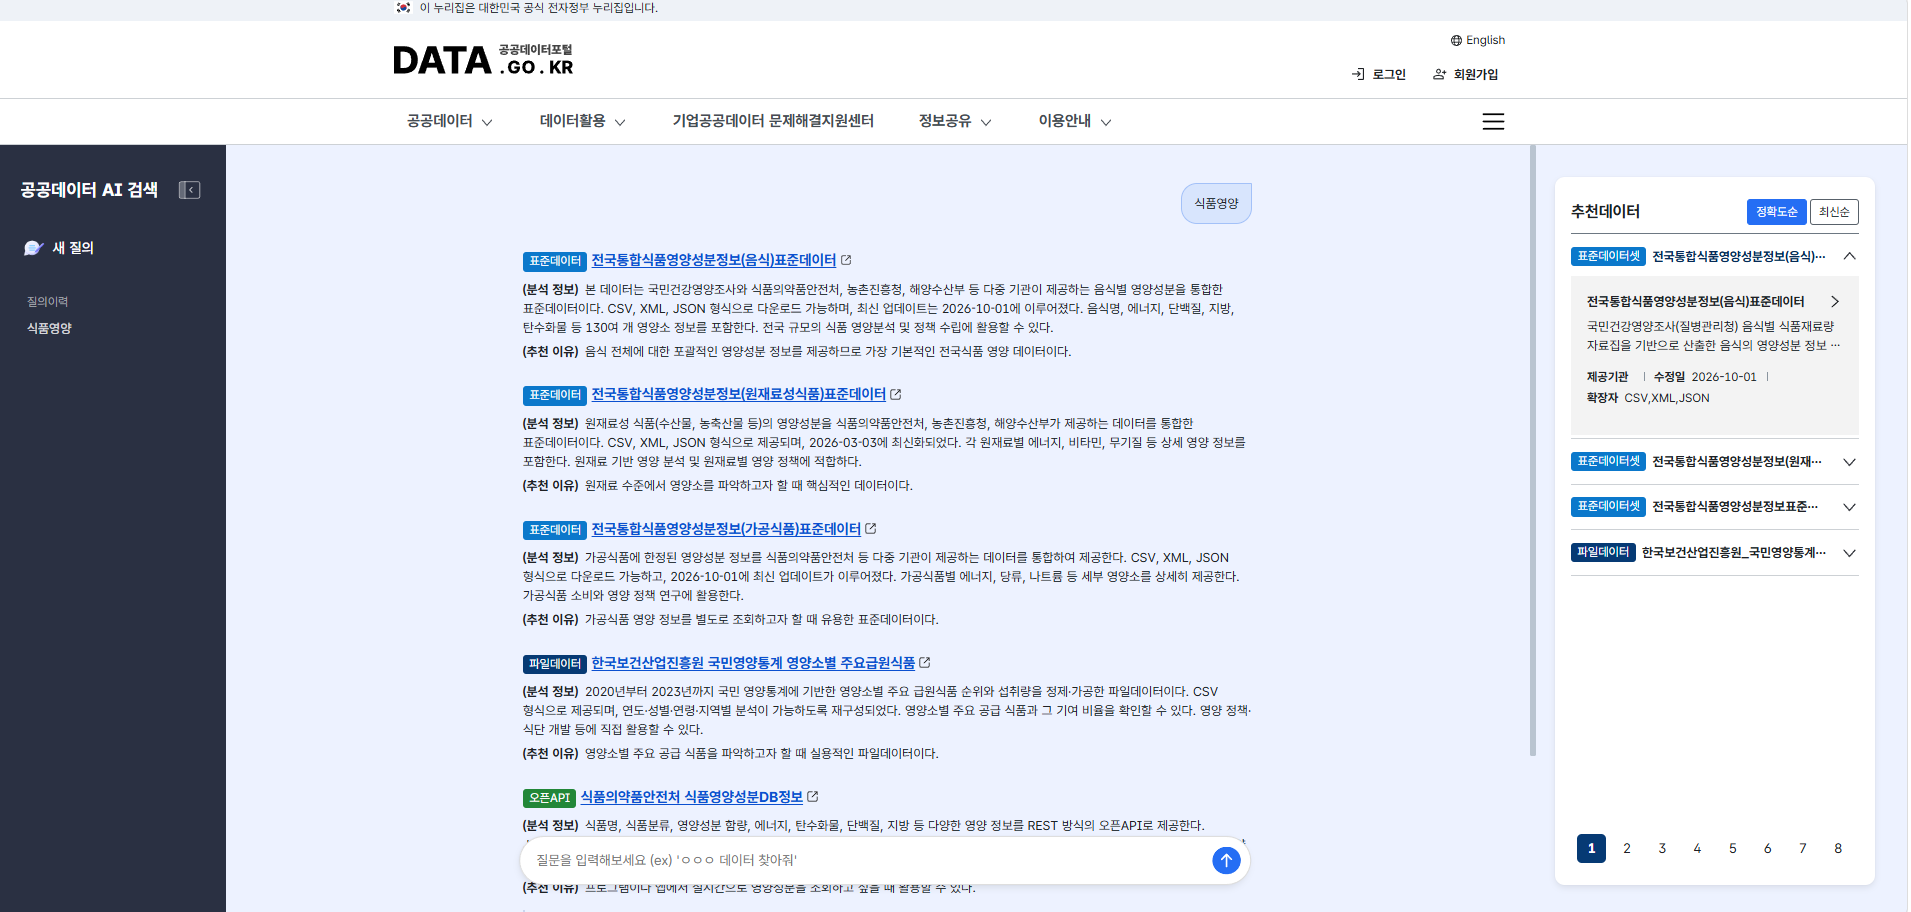 이 누리집은 대한민국 공식 전자정부 누리집입니다.
DATA 공공데이터포털 .GO.KR
English
로그인 회원가입
공공데이터 데이터활용 기업공공데이터 문제해결지원센터 정보공유 이용안내
공공데이터 AI 검색
새 질의
질의이력
식품영양
식품영양
표준데이터 전국통합식품영양성분정보(음식)표준데이터
(분석 정보) 본 데이터는 국민건강영양조사와 식품의약품안전처, 농촌진흥청, 해양수산부 등 다중 기관이 제공하는 음식별 영양성분을 통합한
표준데이터이다. CSV, XML, JSON 형식으로 다운로드 가능하며, 최신 업데이트는 2026-10-01에 이루어졌다. 음식명, 에너지, 단백질, 지방,
탄수화물 등 130여 개 영양소 정보를 포함한다. 전국 규모의 식품 영양분석 및 정책 수립에 활용할 수 있다.
(추천 이유) 음식 전체에 대한 포괄적인 영양성분 정보를 제공하므로 가장 기본적인 전국식품 영양 데이터이다.
표준데이터 전국통합식품영양성분정보(원재료성식품)표준데이터
(분석 정보) 원재료성 식품(수산물, 농축산물 등)의 영양성분을 식품의약품안전처, 농촌진흥청, 해양수산부가 제공하는 데이터를 통합한
표준데이터이다. CSV, XML, JSON 형식으로 제공되며, 2026-03-03에 최신화되었다. 각 원재료별 에너지, 비타민, 무기질 등 상세 영양 정보를
포함한다. 원재료 기반 영양 분석 및 원재료별 영양 정책에 적합하다.
(추천 이유) 원재료 수준에서 영양소를 파악하고자 할 때 핵심적인 데이터이다.
표준데이터 전국통합식품영양성분정보(가공식품)표준데이터
(분석 정보) 가공식품에 한정된 영양성분 정보를 식품의약품안전처 등 다중 기관이 제공하는 데이터를 통합하여 제공한다. CSV, XML, JSON
형식으로 다운로드 가능하고, 2026-10-01에 최신 업데이트가 이루어졌다. 가공식품별 에너지, 당류, 나트륨 등 세부 영양소를 상세히 제공한다.
가공식품 소비와 영양 정책 연구에 활용한다.
(추천 이유) 가공식품 영양 정보를 별도로 조회하고자 할 때 유용한 표준데이터이다.
파일데이터 한국보건산업진흥원 국민영양통계 영양소별 주요급원식품
(분석 정보) 2020년부터 2023년까지 국민 영양통계에 기반한 영양소별 주요 급원식품 순위와 섭취량을 정제·가공한 파일데이터이다. CSV
형식으로 제공되며, 연도·성별·연령·지역별 분석이 가능하도록 재구성되었다. 영양소별 주요 공급 식품과 그 기여 비율을 확인할 수 있다. 영양 정책·
식단 개발 등에 직접 활용할 수 있다.
(추천 이유) 영양소별 주요 공급 식품을 파악하고자 할 때 실용적인 파일데이터이다.
오픈API 식품의약품안전처 식품영양성분DB정보
(분석 정보) 식품명, 식품분류, 영양성분 함량, 에너지, 탄수화물, 단백질, 지방 등 다양한 영양 정보를 REST 방식의 오픈API로 제공한다.
질문을 입력해보세요 (ex) 'ㅇㅇㅇ 데이터 찾아줘'
(추천 이유) 프로그램이나 앱에서 실시간으로 영양성분을 조회하고 싶을 때 활용할 수 있다.
추천데이터 정확도순 최신순
표준데이터셋 전국통합식품영양성분정보(음식)···
전국통합식품영양성분정보(음식)표준데이터
국민건강영양조사(질병관리청) 음식별 식품재료량
자료집을 기반으로 산출한 음식의 영양성분 정보 ···
제공기관 | 수정일 2026-10-01 |
확장자 CSV,XML,JSON
표준데이터셋 전국통합식품영양성분정보(원재···
표준데이터셋 전국통합식품영양성분정보표준···
파일데이터 한국보건산업진흥원_국민영양통계···
1 2 3 4 5 6 7 8